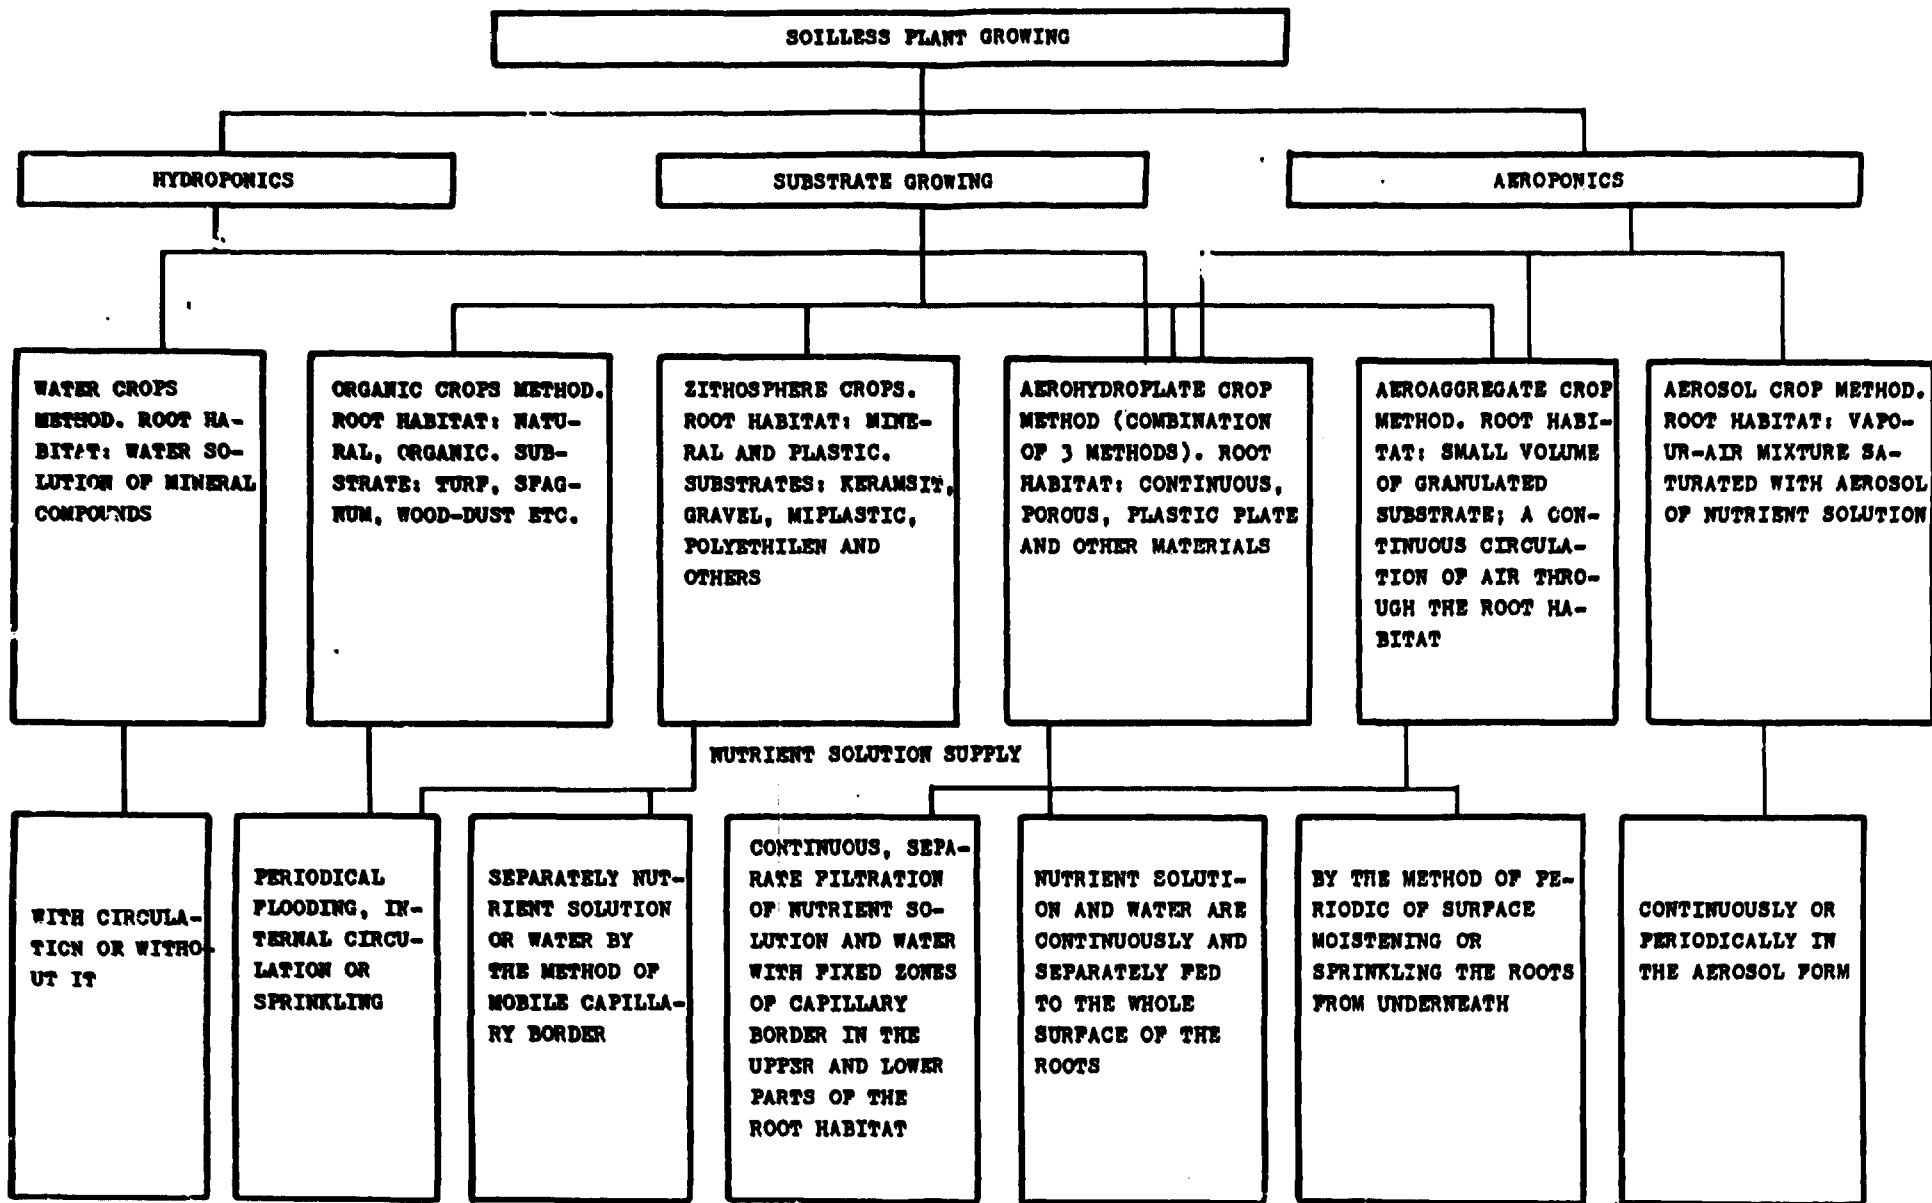 SOILLESS PLANT GROWING
HYDROPONICS
SUBSTRATE GROWING
AEROPONICS
WATER CROPS
METHOD. ROOT HA-
BITAT: WATER SO-
LUTION OF MINERAL
COMPOUNDS
ORGANIC CROPS METHOD.
ROOT HABITAT: NATU-
RAL, ORGANIC. SUB-
STRATE: TURF, SPAG-
NUM, WOOD-DUST ETC.
ZITHOSPHERE CROPS.
ROOT HABITAT: MINE-
RAL AND PLASTIC.
SUBSTRATES: KERAMSIT,
GRAVEL, MIPLASTIC,
POLYETHILEN AND
OTHERS
AEROHYDROPLATE CROP
METHOD (COMBINATION
OF 3 METHODS). ROOT
HABITAT: CONTINUOUS,
POROUS, PLASTIC PLATE
AND OTHER MATERIALS
AEROAGGREGATE CROP
METHOD. ROOT HABI-
TAT: SMALL VOLUME
OF GRANULATED
SUBSTRATE; A CON-
TINUOUS CIRCULA-
TION OF AIR THRO-
UGH THE ROOT HA-
BITAT
AEROSOL CROP METHOD.
ROOT HABITAT: VAPO-
UR-AIR MIXTURE SA-
TURATED WITH AEROSOL
OF NUTRIENT SOLUTION
NUTRIENT SOLUTION SUPPLY
WITH CIRCULA-
TION OR WITHO-
UT IT
PERIODICAL
FLOODING, IN-
TERNAL CIRCU-
LATION OR
SPRINKLING
SEPARATELY NUT-
RIENT SOLUTION
OR WATER BY
THE METHOD OF
MOBILE CAPILLA-
RY BORDER
CONTINUOUS, SEPA-
RATE FILTRATION
OF NUTRIENT SO-
LUTION AND WATER
WITH FIXED ZONES
OF CAPILLARY
BORDER IN THE
UPPER AND LOWER
PARTS OF THE
ROOT HABITAT
NUTRIENT SOLUTI-
ON AND WATER ARE
CONTINUOUSLY AND
SEPARATELY FED
TO THE WHOLE
SURFACE OF THE
ROOTS
BY THE METHOD OF PE-
RIODIC OF SURFACE
MOISTENING OR
SPRINKLING THE ROOTS
FROM UNDERNEATH
CONTINUOUSLY OR
PERIODICALLY IN
THE AEROSOL FORM